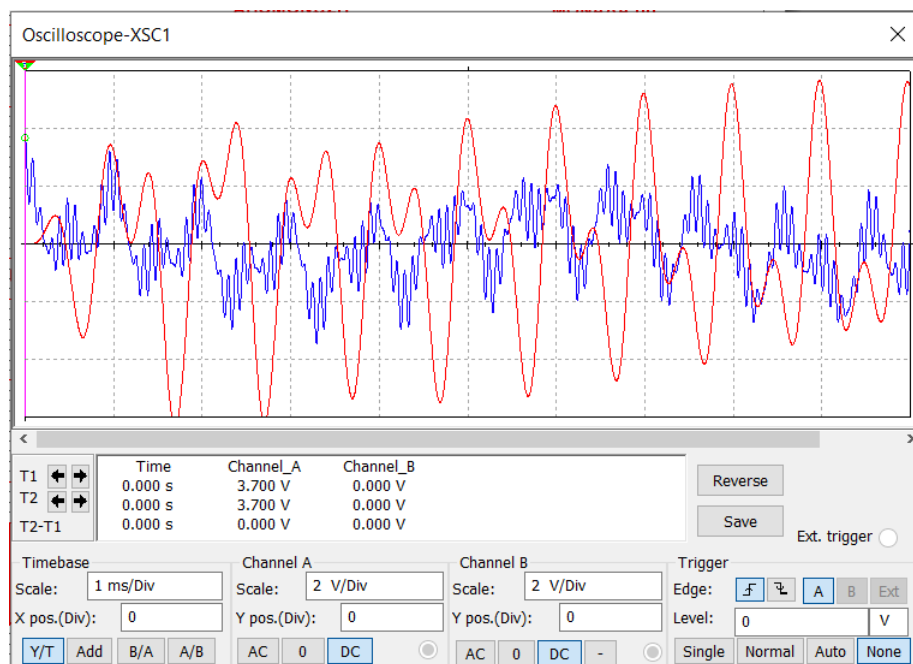 Oscilloscope-XSC1
Time Channel_A Channel_B
T1 0.000 s 3.700 V 0.000 V
T2 0.000 s 3.700 V 0.000 V
T2-T1 0.000 s 0.000 V 0.000 V
Reverse
Save
Ext. trigger
Timebase
Scale: 1 ms/Div
X pos.(Div): 0
Y/T Add B/A A/B
Channel A
Scale: 2 V/Div
Y pos.(Div): 0
AC 0 DC
Channel B
Scale: 2 V/Div
Y pos.(Div): 0
AC 0 DC -
Trigger
Edge: A B Ext
Level: 0 V
Single Normal Auto None